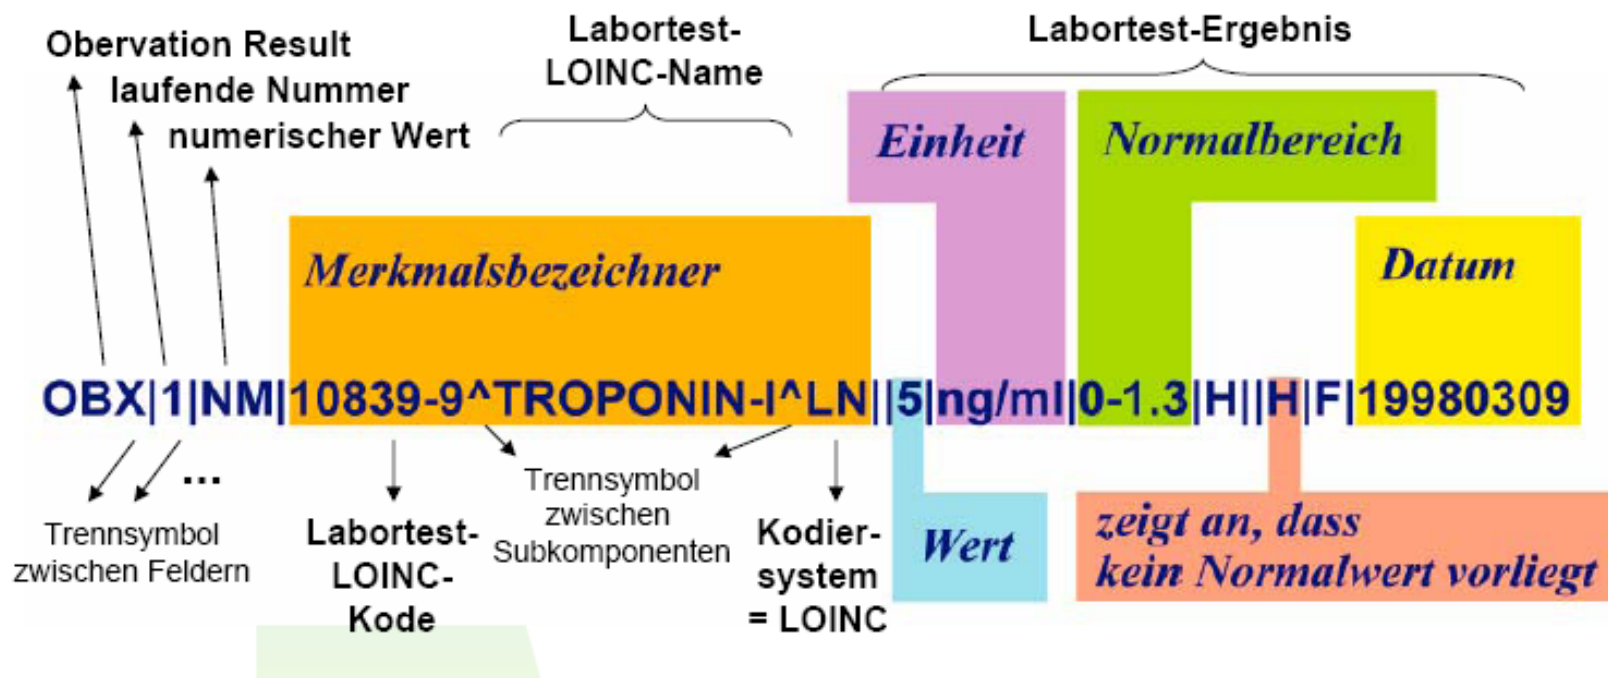 Obervation Result
laufende Nummer
numerischer Wert
Labortest-
LOINC-Name
Labortest-Ergebnis
Einheit
Normalbereich
Merkmalsbezeichner
Datum
OBX|1|NM|10839-9^TROPONIN-I^LN||5|ng/ml|0-1.3|H||H|F|19980309
...
Trennsymbol
zwischen Feldern
Labortest-
LOINC-
Kode
Trennsymbol
zwischen
Subkomponenten
Kodier-
system
= LOINC
Wert
zeigt an, dass
kein Normalwert vorliegt